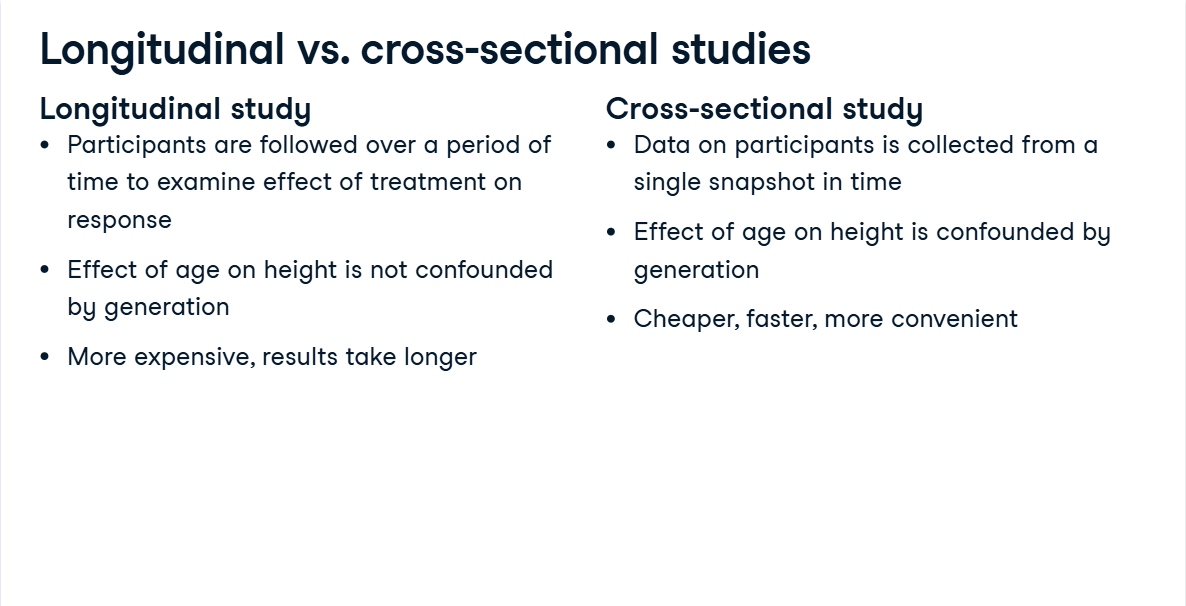 Longitudinal vs. cross-sectional studies
Longitudinal study
• Participants are followed over a period of
time to examine effect of treatment on
response
• Effect of age on height is not confounded
by generation
• More expensive, results take longer
Cross-sectional study
• Data on participants is collected from a
single snapshot in time
• Effect of age on height is confounded by
generation
• Cheaper, faster, more convenient